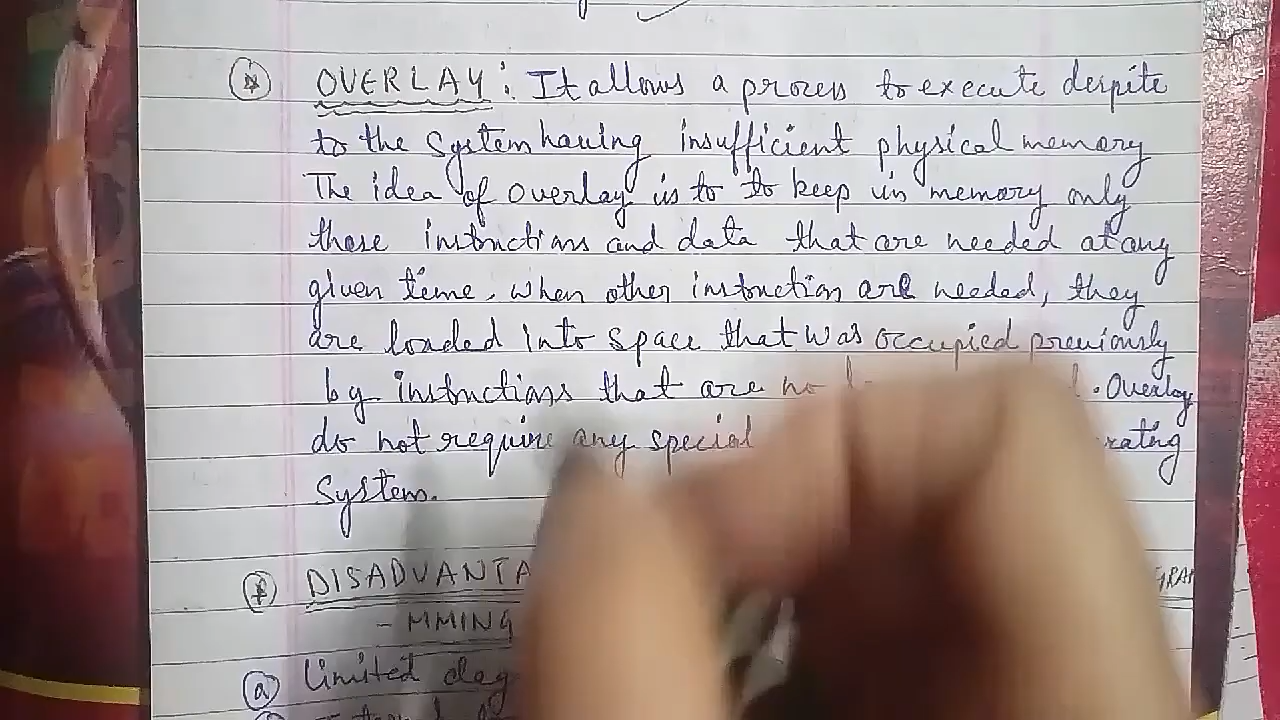 OVERLAY : It allows a process to execute despite
to the system having insufficient physical memory
The idea of overlay is to to keep in memory only
those instructions and data that are needed at any
given time. When other instruction are needed, they
are loaded into space that was occupied previously
by instructions that are no . Overlay
do not require any special
system.
DISADVANTA
- MMING
(a) Limited